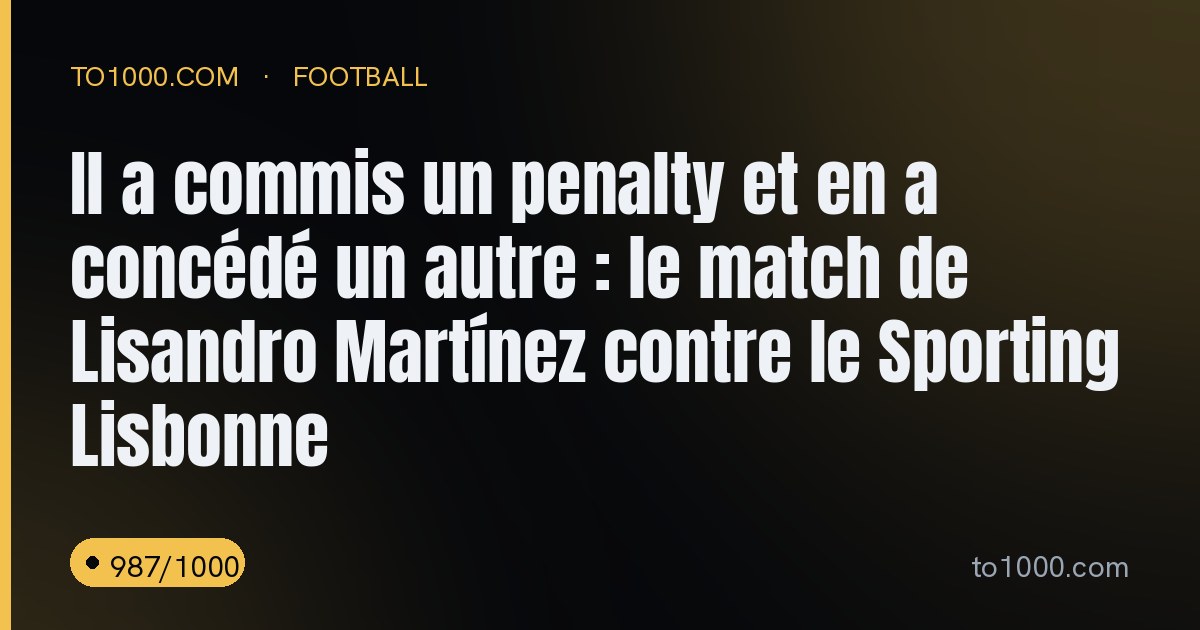 TO1000.COM · FOOTBALL
Il a commis un penalty et en a
concédé un autre : le match de
Lisandro Martínez contre le Sporting
Lisbonne
987/1000
to1000.com